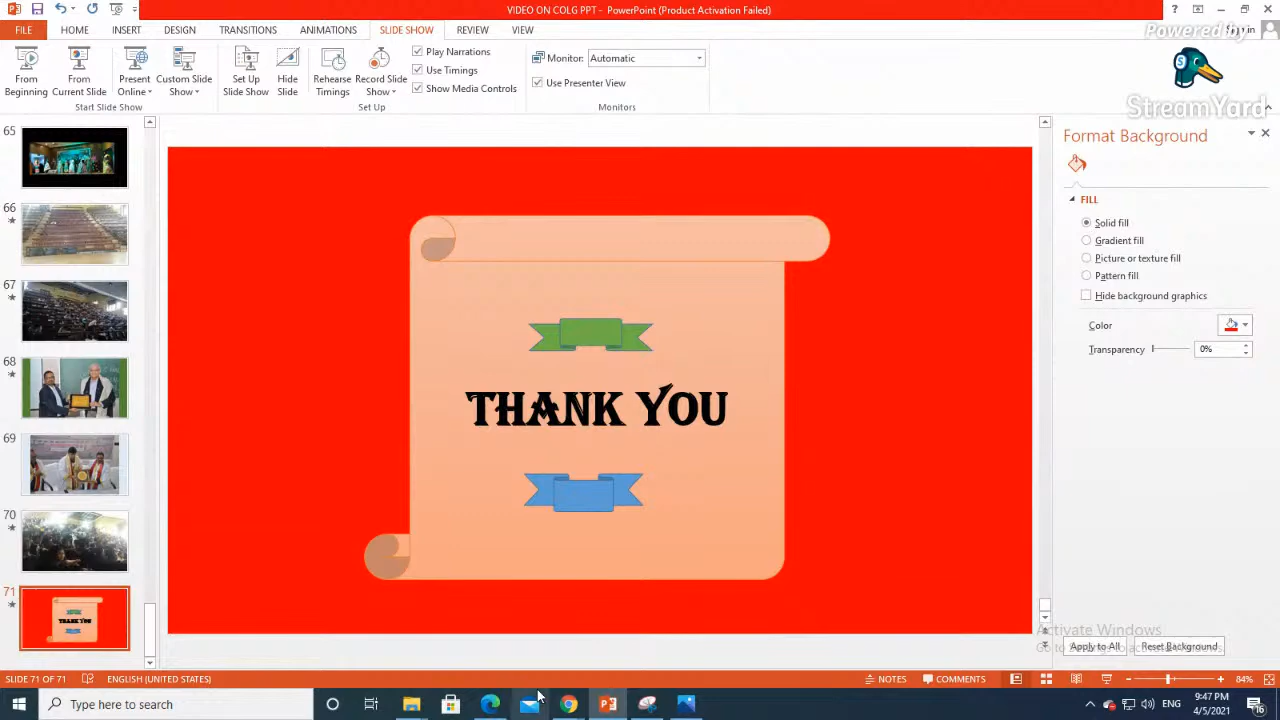 VIDEO ON COLG PPT - PowerPoint (Product Activation Failed)
FILE HOME INSERT DESIGN TRANSITIONS ANIMATIONS SLIDE SHOW REVIEW VIEW
Powered by
StreamYard
From Beginning
From Current Slide
Present Online
Custom Slide Show
Start Slide Show
Set Up Slide Show
Hide Slide
Rehearse Timings
Record Slide Show
Play Narrations
Use Timings
Show Media Controls
Set Up
Monitor: Automatic
Use Presenter View
Monitors
65
66
67
68
69
70
71
THANK YOU
THANK YOU
Format Background
FILL
Solid fill
Gradient fill
Picture or texture fill
Pattern fill
Hide background graphics
Color
Transparency 0%
Activate Windows
Apply to All Reset Background
SLIDE 71 OF 71 ENGLISH (UNITED STATES) NOTES COMMENTS 84%
Type here to search
9:47 PM
4/5/2021
16